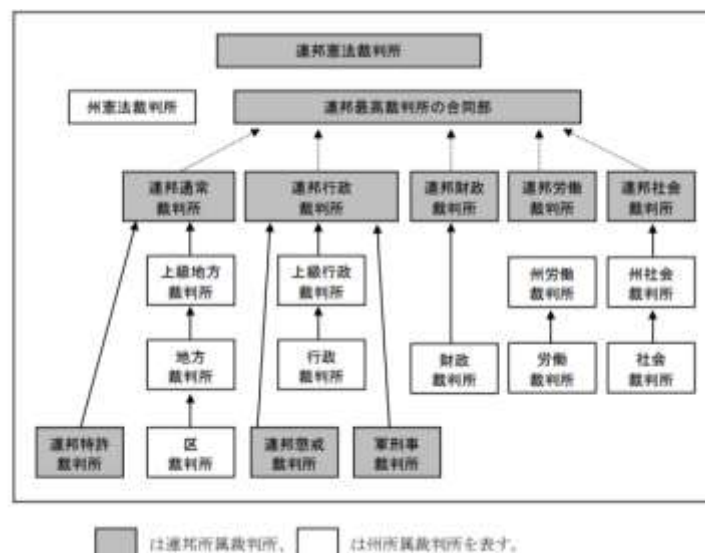 連邦憲法裁判所
州憲法裁判所
連邦最高裁判所の合同部
連邦通常
裁判所
連邦行政
裁判所
連邦財政
裁判所
連邦労働
裁判所
連邦社会
裁判所
上級地方
裁判所
上級行政
裁判所
州労働
裁判所
州社会
裁判所
地方
裁判所
行政
裁判所
財政
裁判所
労働
裁判所
社会
裁判所
連邦特許
裁判所
区
裁判所
連邦懲戒
裁判所
軍刑事
裁判所
は連邦所属裁判所、
は州所属裁判所を表す。